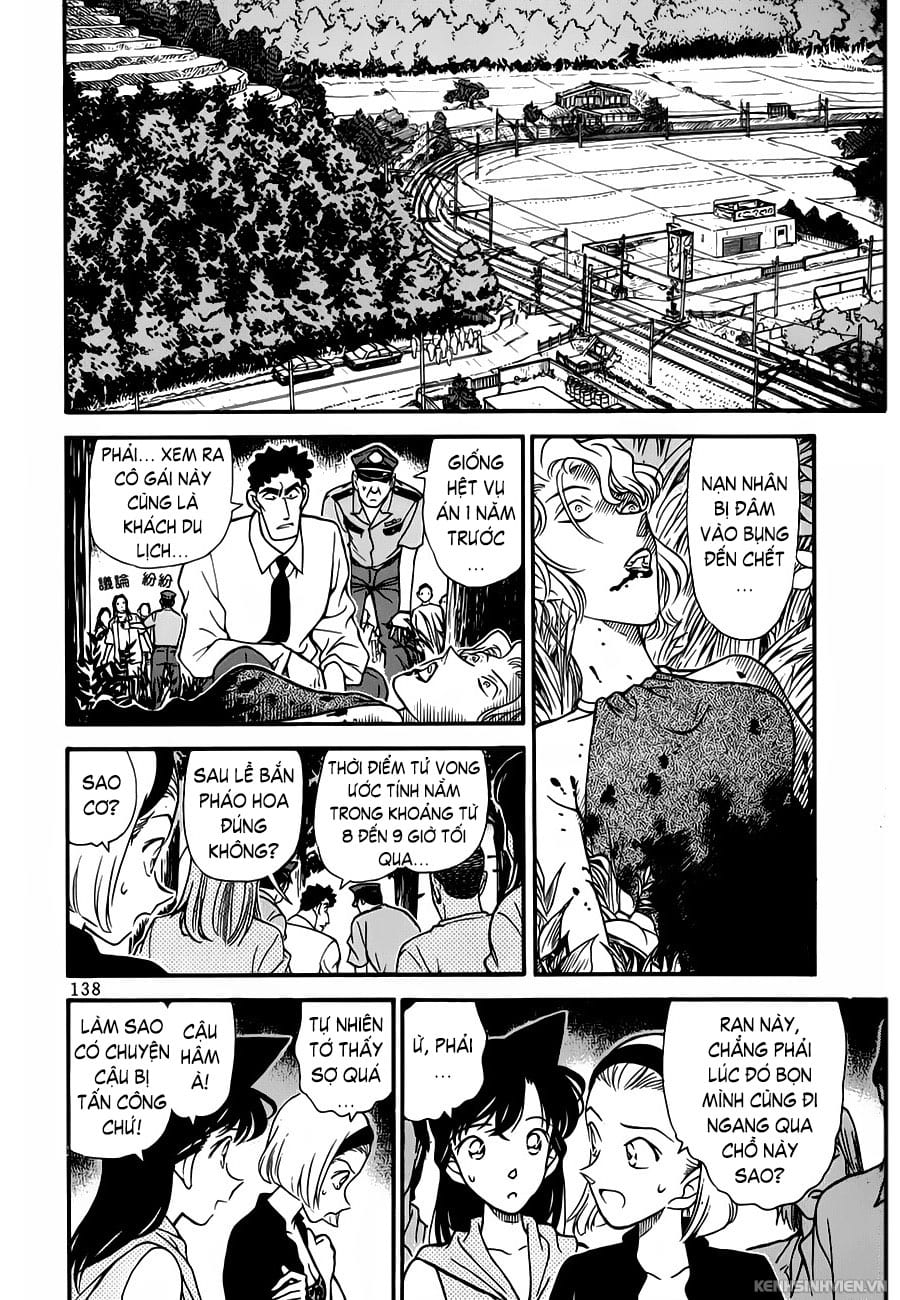 NẠN NHÂN
BỊ ĐÂM
VÀO BỤNG
ĐẾN CHẾT
...
GIỐNG
HỆT VỤ
ÁN 1 NĂM
TRƯỚC
...
PHẢI... XEM RA
CÔ GÁI NÀY
CŨNG LÀ
KHÁCH DU
LỊCH...
議論 紛紛
THỜI ĐIỂM TỬ VONG
ƯỚC TÍNH NẰM
TRONG KHOẢNG TỪ
8 ĐẾN 9 GIỜ TỐI
QUA...
SAU LỄ BẮN
PHÁO HOA
ĐÚNG
KHÔNG?
SAO
CƠ?
138
RAN NÀY,
CHẲNG PHẢI
LÚC ĐÓ BỌN
MÌNH CŨNG ĐI
NGANG QUA
CHỖ NÀY
SAO?
Ừ, PHẢI
...
TỰ NHIÊN
TỚ THẤY
SỢ QUÁ
...
CẬU
HÂM
À!
LÀM SAO
CÓ CHUYỆN
CẬU BỊ
TẤN CÔNG
CHỨ!
KENHSINHVIEN.VN